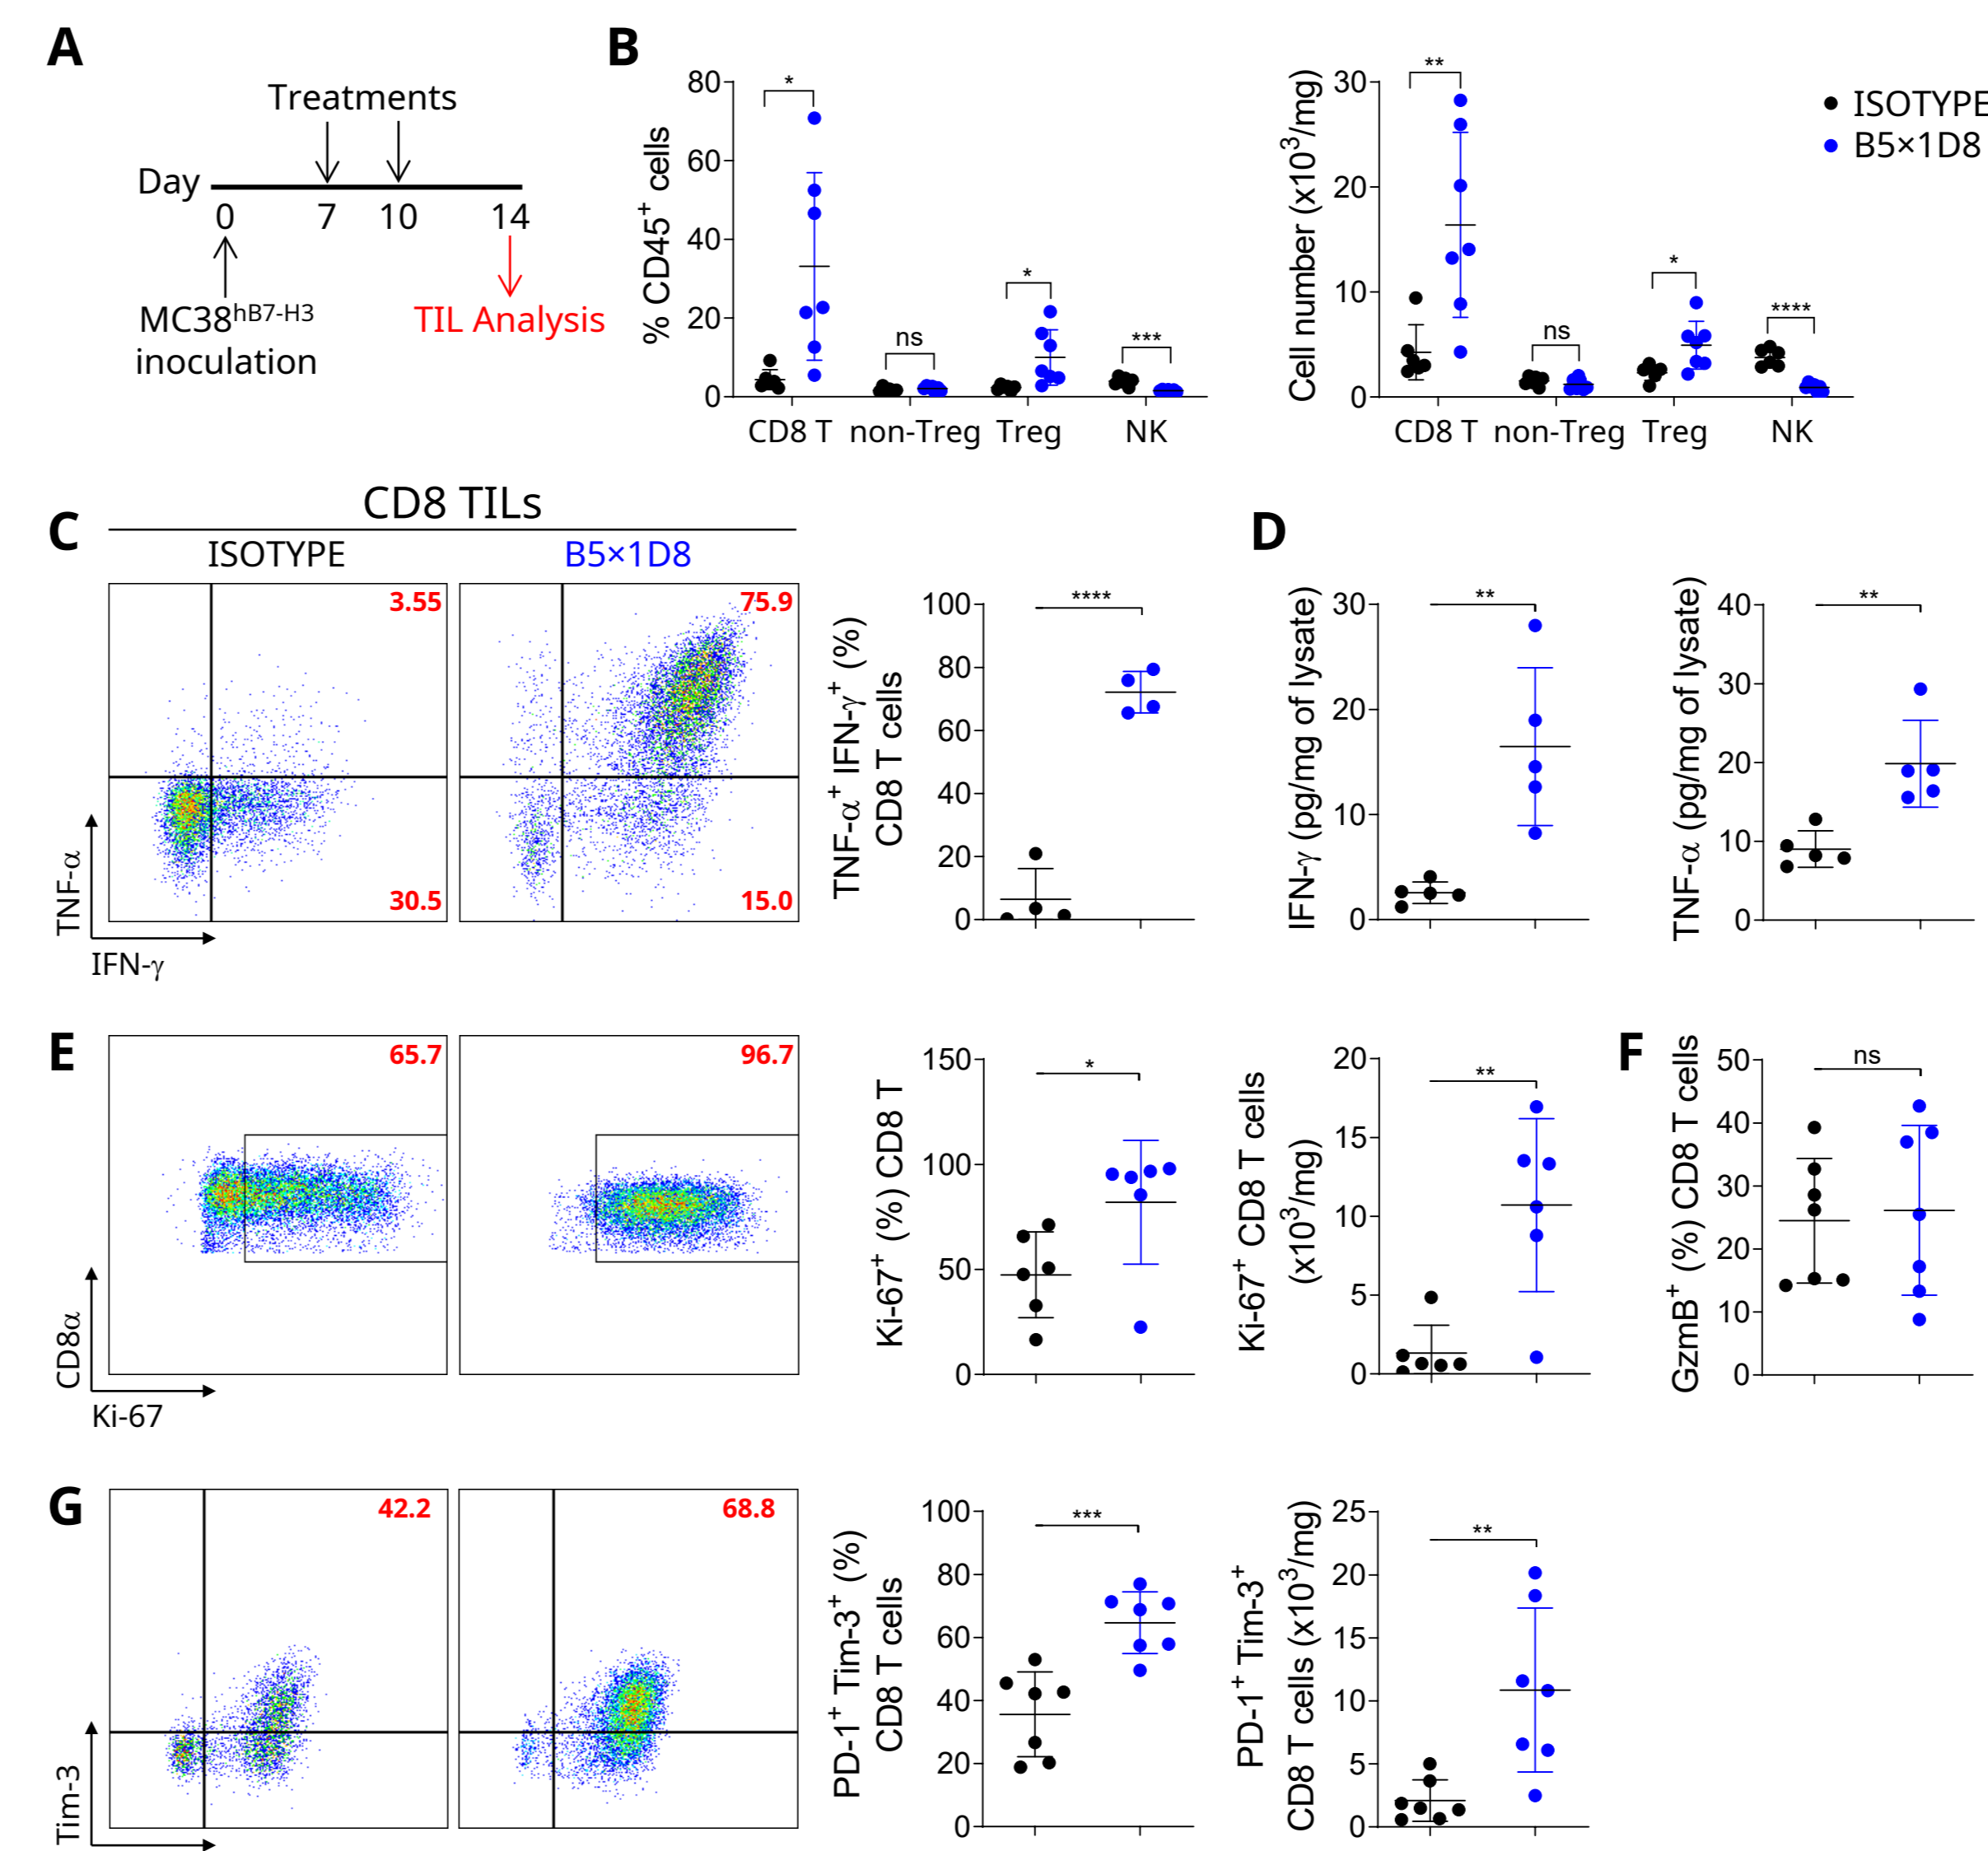 A
Treatments
Day
0 7 10 14
MC38hB7-H3
inoculation
TIL Analysis
B
% CD45+ cells
80
60
40
20
0
*
ns
*
***
CD8 T non-Treg Treg NK
Cell number (x103/mg)
30
20
10
0
**
ns
*
****
CD8 T non-Treg Treg NK
ISOTYPE
B5×1D8
C
CD8 TILs
ISOTYPE B5×1D8
3.55
30.5
75.9
15.0
TNF-α
IFN-γ
TNF-α+ IFN-γ+ (%)
CD8 T cells
100
80
60
40
20
0
****
D
IFN-γ (pg/mg of lysate)
30
20
10
0
**
TNF-α (pg/mg of lysate)
40
30
20
10
0
**
E
65.7
96.7
CD8α
Ki-67
Ki-67+ (%) CD8 T
150
100
50
0
*
Ki-67+ CD8 T cells
(x103/mg)
20
15
10
5
0
**
F
GzmB+ (%) CD8 T cells
50
40
30
20
10
0
ns
G
42.2
68.8
Tim-3
PD-1+ Tim-3+ (%)
CD8 T cells
100
80
60
40
20
0
***
PD-1+ Tim-3+
CD8 T cells (x103/mg)
25
20
15
10
5
0
**